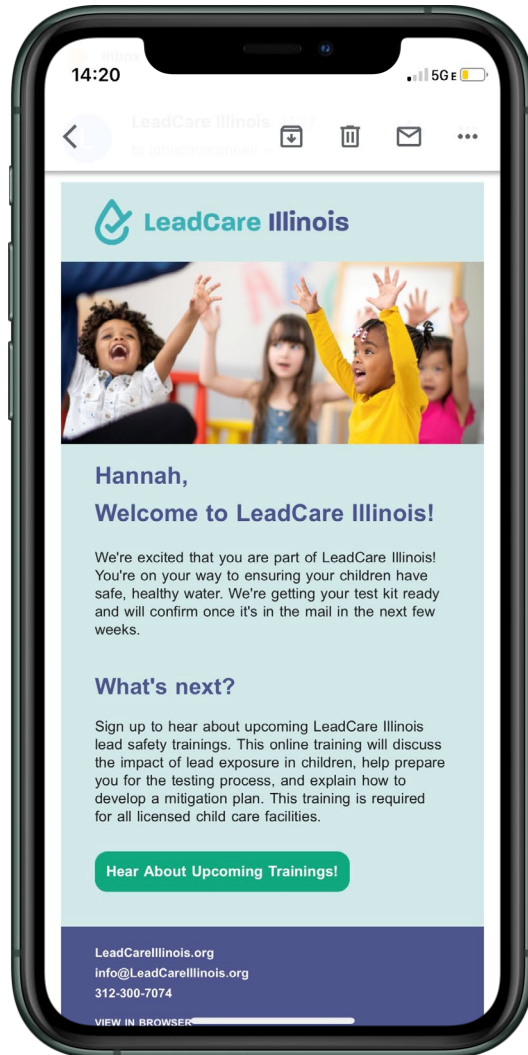 Inbox
14:20
5G E
LeadCare Illinois
LeadCare Illinois
Hannah,
Welcome to LeadCare Illinois!
We're excited that you are part of LeadCare Illinois!
You're on your way to ensuring your children have
safe, healthy water. We're getting your test kit ready
and will confirm once it's in the mail in the next few
weeks.
What's next?
Sign up to hear about upcoming LeadCare Illinois
lead safety trainings. This online training will discuss
the impact of lead exposure in children, help prepare
you for the testing process, and explain how to
develop a mitigation plan. This training is required
for all licensed child care facilities.
Hear About Upcoming Trainings!
LeadCareIllinois.org
info@LeadCareIllinois.org
312-300-7074
VIEW IN BROWSER